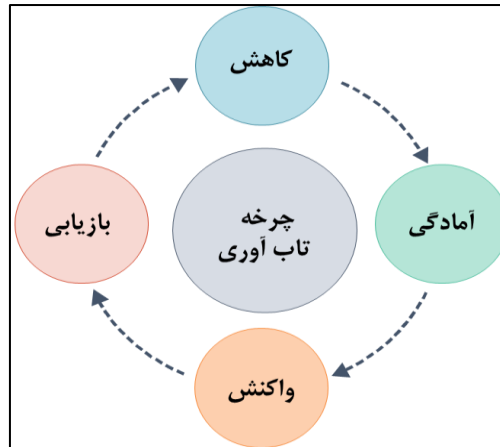 کاهش
آمادگی
چرخه
تاب آوری
بازیابی
واکنش